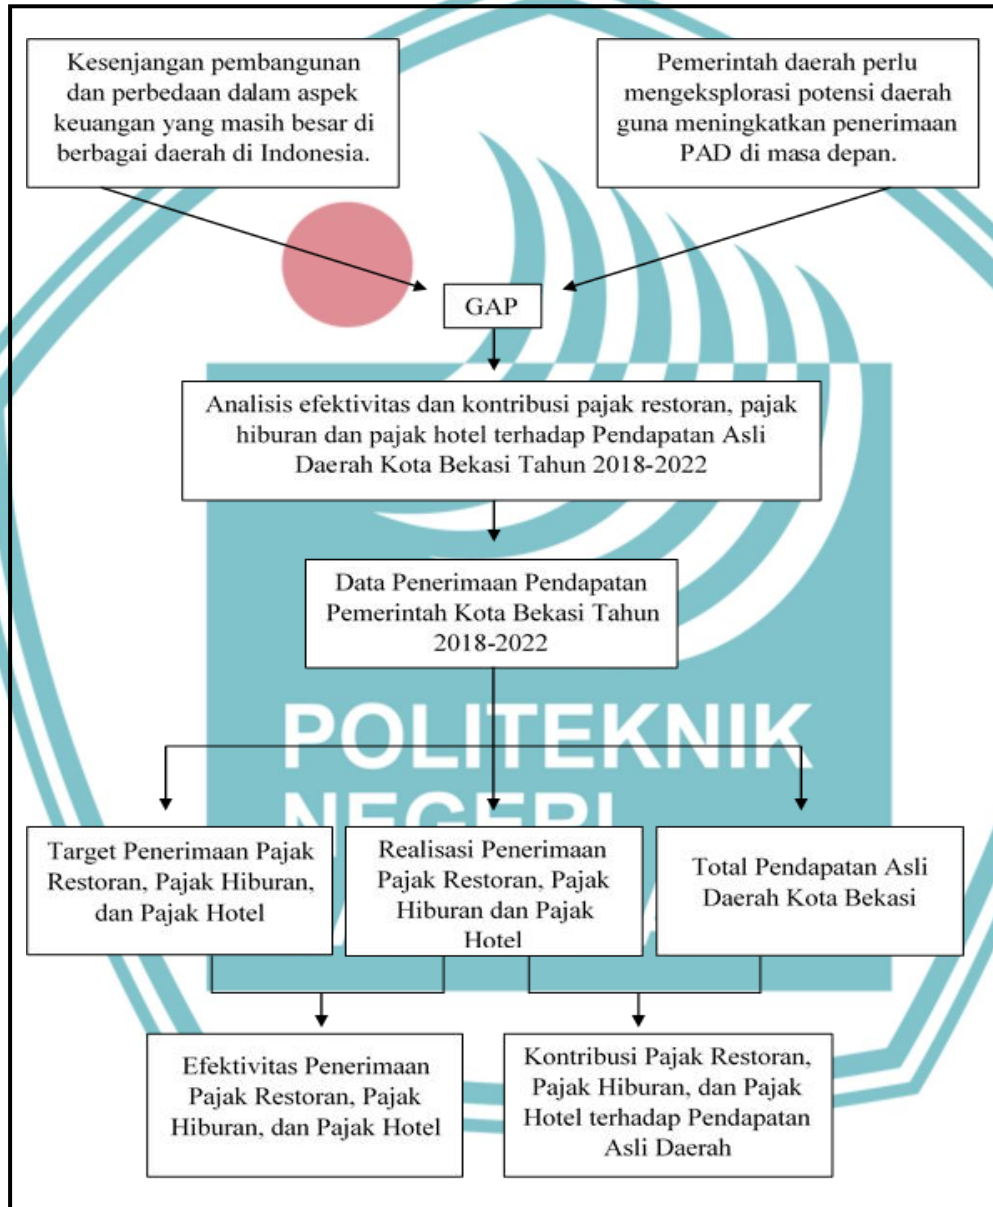 Kesenjangan pembangunan
dan perbedaan dalam aspek
keuangan yang masih besar di
berbagai daerah di Indonesia.
Pemerintah daerah perlu
mengeksplorasi potensi daerah
guna meningkatkan penerimaan
PAD di masa depan.
GAP
Analisis efektivitas dan kontribusi pajak restoran, pajak
hiburan dan pajak hotel terhadap Pendapatan Asli
Daerah Kota Bekasi Tahun 2018-2022
Data Penerimaan Pendapatan
Pemerintah Kota Bekasi Tahun
2018-2022
POLITEKNIK
NEGERI
Target Penerimaan Pajak
Restoran, Pajak Hiburan,
dan Pajak Hotel
Realisasi Penerimaan
Pajak Restoran, Pajak
Hiburan dan Pajak
Hotel
Total Pendapatan Asli
Daerah Kota Bekasi
Efektivitas Penerimaan
Pajak Restoran, Pajak
Hiburan, dan Pajak Hotel
Kontribusi Pajak Restoran,
Pajak Hiburan, dan Pajak
Hotel terhadap Pendapatan
Asli Daerah